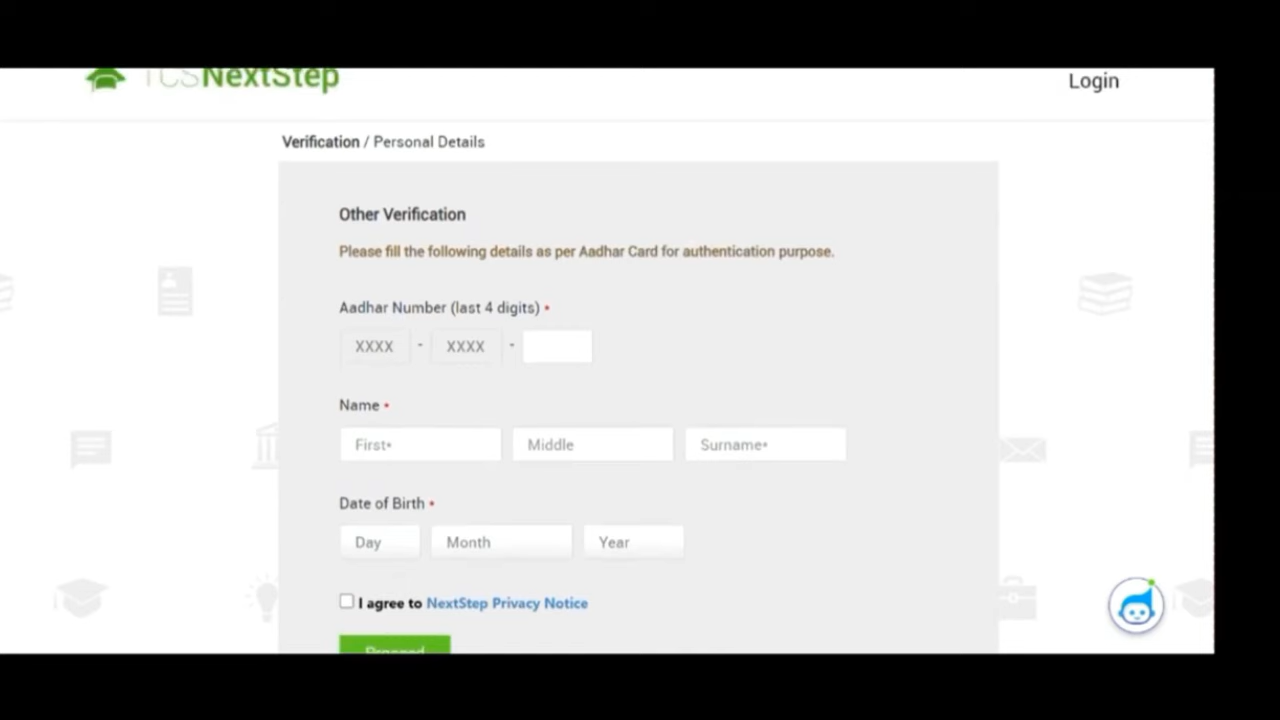 TCS NextStep
Login
Verification / Personal Details
Other Verification
Please fill the following details as per Aadhar Card for authentication purpose.
Aadhar Number (last 4 digits) •
XXXX - XXXX -
Name •
First• Middle Surname•
Date of Birth •
Day Month Year
I agree to NextStep Privacy Notice
Proceed